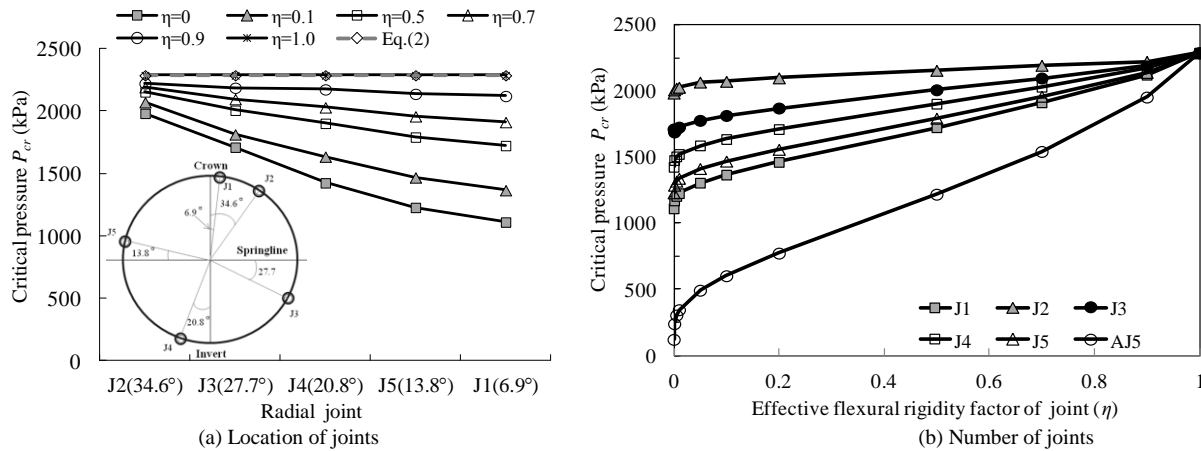 η=0 η=0.1 η=0.5 η=0.7
η=0.9 η=1.0 Eq.(2)
2500
2000
1500
1000
500
0
Critical pressure Pcr (kPa)
Crown
J1
J2
6.9°
34.6°
J5
13.8°
Springline
27.7
J3
20.8°
J4
Invert
J2(34.6°) J3(27.7°) J4(20.8°) J5(13.8°) J1(6.9°)
Radial joint
(a) Location of joints
2500
2000
1500
1000
500
0
Critical pressure Pcr (kPa)
J1 J2 J3
J4 J5 AJ5
0 0.2 0.4 0.6 0.8 1
Effective flexural rigidity factor of joint (η)
(b) Number of joints